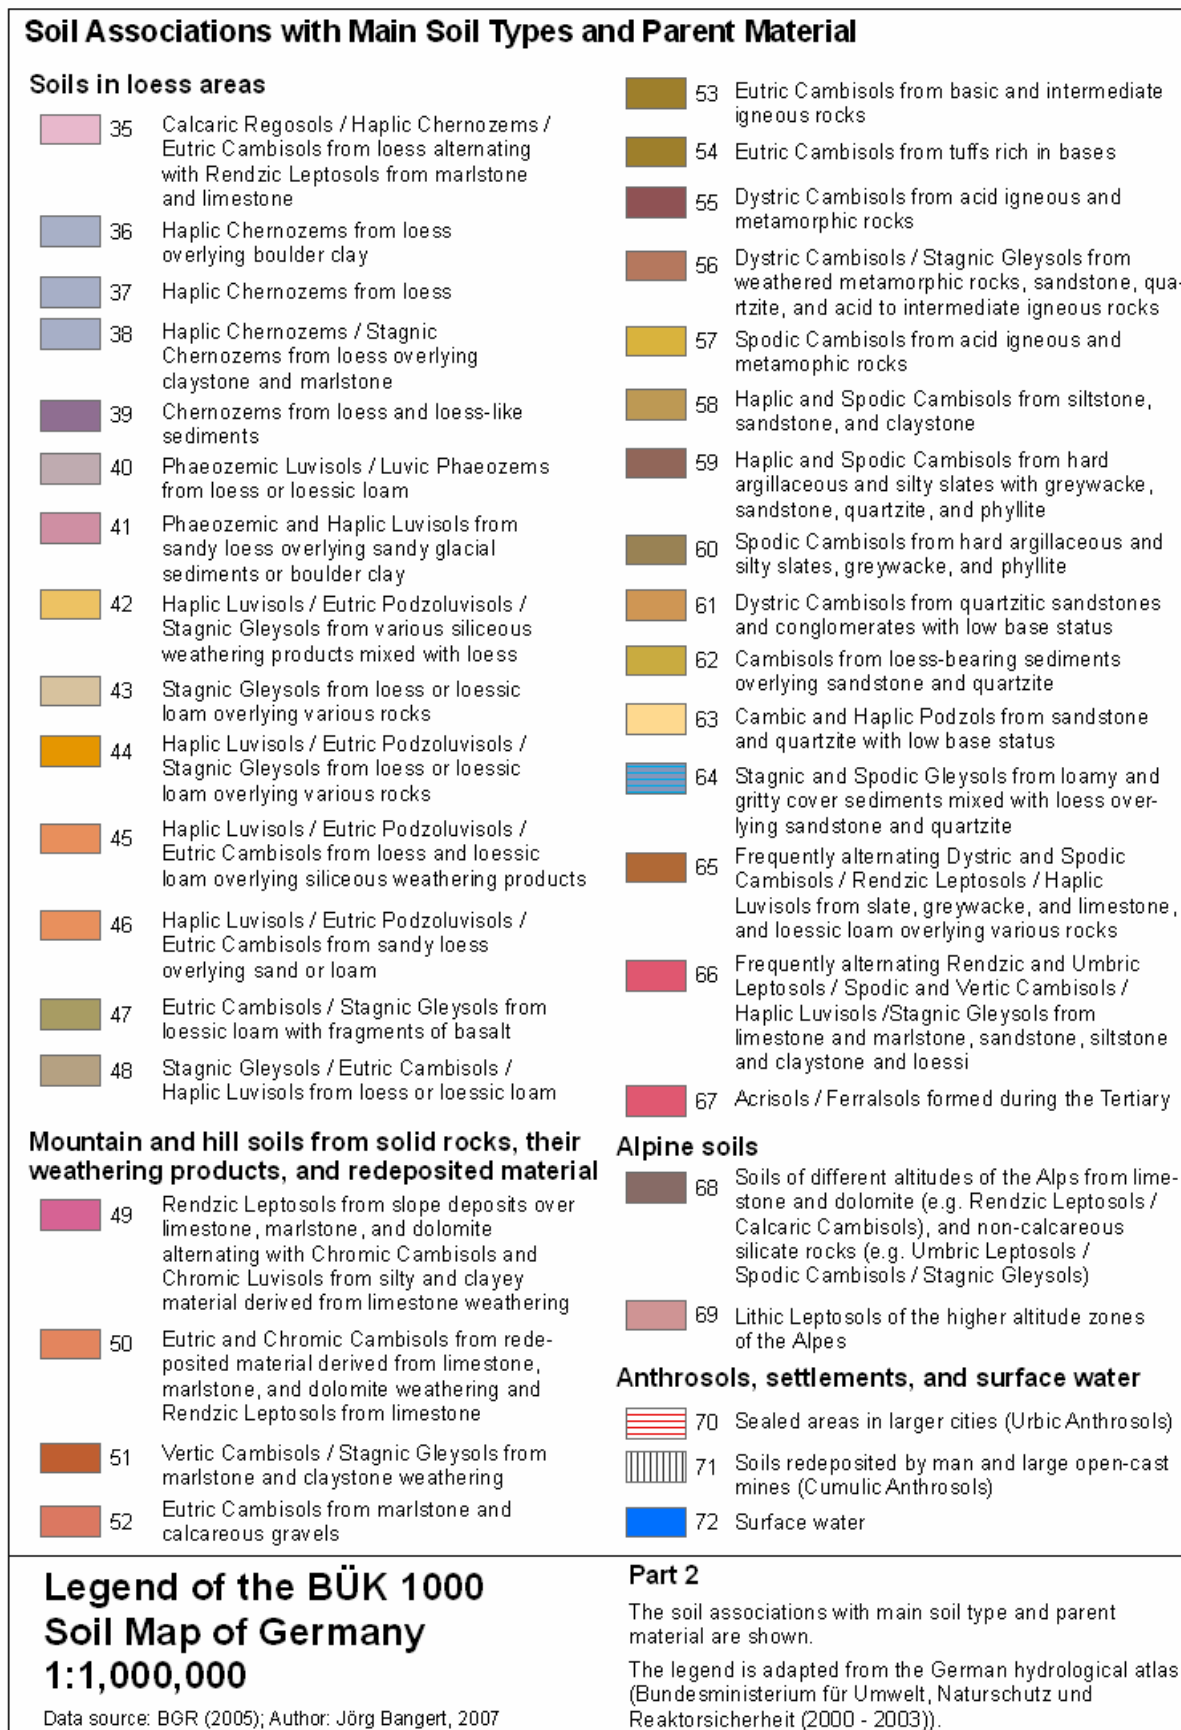 Soil Associations with Main Soil Types and Parent Material
Soils in loess areas
35 Calcaric Regosols / Haplic Chernozems /
Eutric Cambisols from loess alternating
with Rendzic Leptosols from marlstone
and limestone
36 Haplic Chernozems from loess
overlying boulder clay
37 Haplic Chernozems from loess
38 Haplic Chernozems / Stagnic
Chernozems from loess overlying
claystone and marlstone
39 Chernozems from loess and loess-like
sediments
40 Phaeozemic Luvisols / Luvic Phaeozems
from loess or loessic loam
41 Phaeozemic and Haplic Luvisols from
sandy loess overlying sandy glacial
sediments or boulder clay
42 Haplic Luvisols / Eutric Podzoluvisols /
Stagnic Gleysols from various siliceous
weathering products mixed with loess
43 Stagnic Gleysols from loess or loessic
loam overlying various rocks
44 Haplic Luvisols / Eutric Podzoluvisols /
Stagnic Gleysols from loess or loessic
loam overlying various rocks
45 Haplic Luvisols / Eutric Podzoluvisols /
Eutric Cambisols from loess and loessic
loam overlying siliceous weathering products
46 Haplic Luvisols / Eutric Podzoluvisols /
Eutric Cambisols from sandy loess
overlying sand or loam
47 Eutric Cambisols / Stagnic Gleysols from
loessic loam with fragments of basalt
48 Stagnic Gleysols / Eutric Cambisols /
Haplic Luvisols from loess or loessic loam
Mountain and hill soils from solid rocks, their
weathering products, and redeposited material
49 Rendzic Leptosols from slope deposits over
limestone, marlstone, and dolomite
alternating with Chromic Cambisols and
Chromic Luvisols from silty and clayey
material derived from limestone weathering
50 Eutric and Chromic Cambisols from rede-
posited material derived from limestone,
marlstone, and dolomite weathering and
Rendzic Leptosols from limestone
51 Vertic Cambisols / Stagnic Gleysols from
marlstone and claystone weathering
52 Eutric Cambisols from marlstone and
calcareous gravels
53 Eutric Cambisols from basic and intermediate
igneous rocks
54 Eutric Cambisols from tuffs rich in bases
55 Dystric Cambisols from acid igneous and
metamorphic rocks
56 Dystric Cambisols / Stagnic Gleysols from
weathered metamorphic rocks, sandstone, qua-
rtzite, and acid to intermediate igneous rocks
57 Spodic Cambisols from acid igneous and
metamophic rocks
58 Haplic and Spodic Cambisols from siltstone,
sandstone, and claystone
59 Haplic and Spodic Cambisols from hard
argillaceous and silty slates with greywacke,
sandstone, quartzite, and phyllite
60 Spodic Cambisols from hard argillaceous and
silty slates, greywacke, and phyllite
61 Dystric Cambisols from quartzitic sandstones
and conglomerates with low base status
62 Cambisols from loess-bearing sediments
overlying sandstone and quartzite
63 Cambic and Haplic Podzols from sandstone
and quartzite with low base status
64 Stagnic and Spodic Gleysols from loamy and
gritty cover sediments mixed with loess over-
lying sandstone and quartzite
65 Frequently alternating Dystric and Spodic
Cambisols / Rendzic Leptosols / Haplic
Luvisols from slate, greywacke, and limestone,
and loessic loam overlying various rocks
66 Frequently alternating Rendzic and Umbric
Leptosols / Spodic and Vertic Cambisols /
Haplic Luvisols /Stagnic Gleysols from
limestone and marlstone, sandstone, siltstone
and claystone and loessi
67 Acrisols / Ferralsols formed during the Tertiary
Alpine soils
68 Soils of different altitudes of the Alps from lime-
stone and dolomite (e.g. Rendzic Leptosols /
Calcaric Cambisols), and non-calcareous
silicate rocks (e.g. Umbric Leptosols /
Spodic Cambisols / Stagnic Gleysols)
69 Lithic Leptosols of the higher altitude zones
of the Alpes
Anthrosols, settlements, and surface water
70 Sealed areas in larger cities (Urbic Anthrosols)
71 Soils redeposited by man and large open-cast
mines (Cumulic Anthrosols)
72 Surface water
Legend of the BÜK 1000
Soil Map of Germany
1:1,000,000
Data source: BGR (2005); Author: Jörg Bangert, 2007
Part 2
The soil associations with main soil type and parent
material are shown.
The legend is adapted from the German hydrological atlas
(Bundesministerium für Umwelt, Naturschutz und
Reaktorsicherheit (2000 - 2003)).